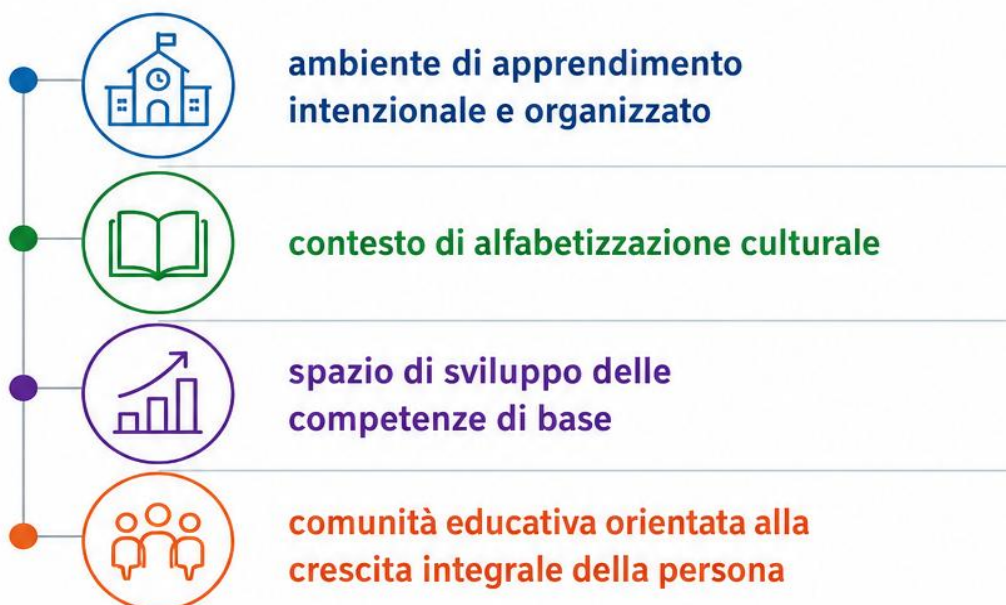 ambiente di apprendimento
intenzionale e organizzato
contesto di alfabetizzazione culturale
spazio di sviluppo delle
competenze di base
comunità educativa orientata alla
crescita integrale della persona